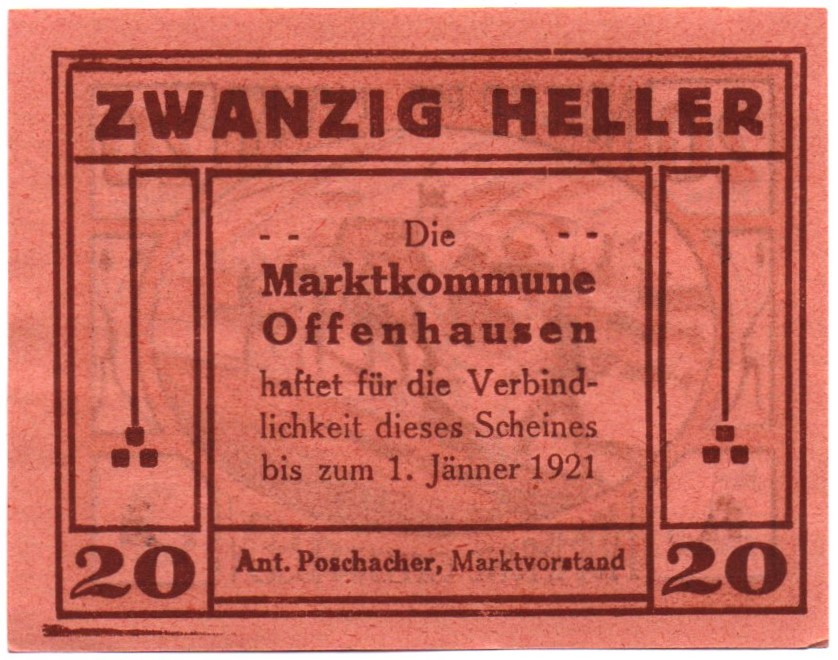 ZWANZIG HELLER
- - Die - -
Marktkommune
Offenhausen
haftet für die Verbind-
lichkeit dieses Scheines
bis zum 1. Jänner 1921
20 Ant. Poschacher, Marktvorstand 20